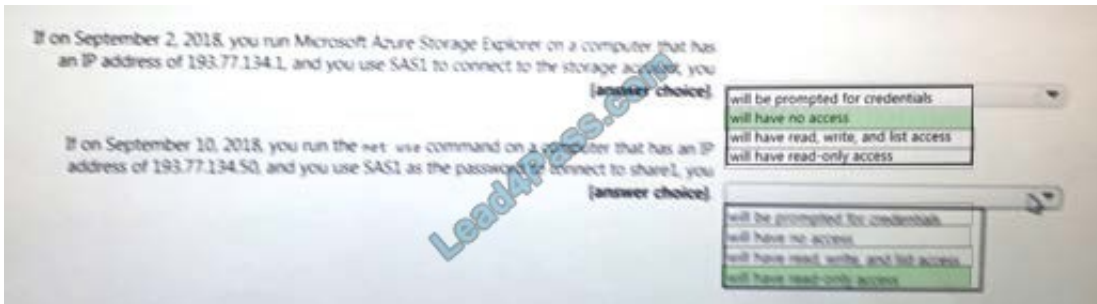 If on September 2, 2018, you run Microsoft Azure Storage Explorer on a computer that has
an IP address of 193.77.134.1, and you use SAS1 to connect to the storage account, you
[answer choice].
will be prompted for credentials
will have no access
will have read, write, and list access
will have read-only access
If on September 10, 2018, you run the net use command on a computer that has an IP
address of 193.77.134.50, and you use SAS1 as the password to connect to share1, you
[answer choice].
will be prompted for credentials
will have no access
will have read, write, and list access
will have read-only access
Lead4Pass.com